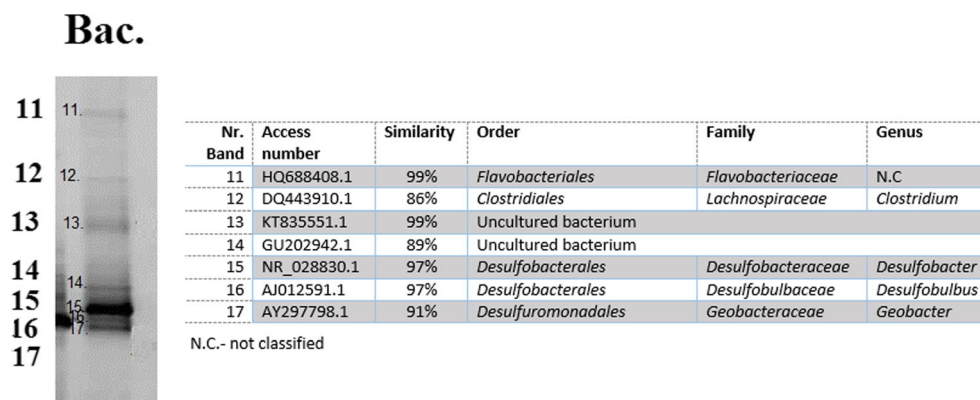 Bac.
11
12
13
14
15
16
17
11.
12.
13.
14.
15.
16.
17.
Nr. Band Access number Similarity Order Family Genus
11 HQ688408.1 99% Flavobacteriales Flavobacteriaceae N.C
12 DQ443910.1 86% Clostridiales Lachnospiraceae Clostridium
13 KT835551.1 99% Uncultured bacterium
14 GU202942.1 89% Uncultured bacterium
15 NR_028830.1 97% Desulfobacterales Desulfobacteraceae Desulfobacter
16 AJ012591.1 97% Desulfobacterales Desulfobulbaceae Desulfobulbus
17 AY297798.1 91% Desulfuromonadales Geobacteraceae Geobacter
N.C.- not classified